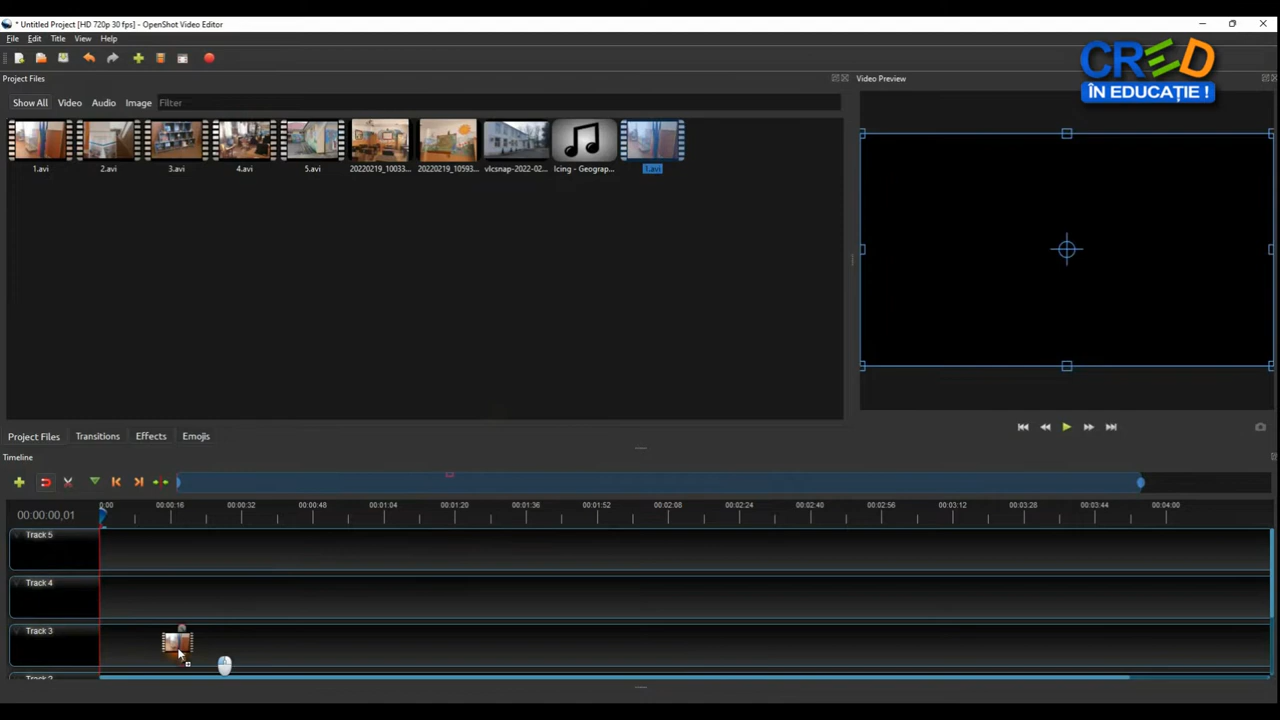 * Untitled Project [HD 720p 30 fps] - OpenShot Video Editor
File Edit Title View Help
CRED
ÎN EDUCAȚIE !
Project Files
Video Preview
Show All Video Audio Image Filter
1.avi 2.avi 3.avi 4.avi 5.avi 20220219_10033... 20220219_10593... vlcsnap-2022-02... Icing - Geograp... 1.avi
Project Files Transitions Effects Emojis
Timeline
00:00:00,01
0:00 00:00:16 00:00:32 00:00:48 00:01:04 00:01:20 00:01:36 00:01:52 00:02:08 00:02:24 00:02:40 00:02:56 00:03:12 00:03:28 00:03:44 00:04:00
Track 5
Track 4
Track 3
Track 2